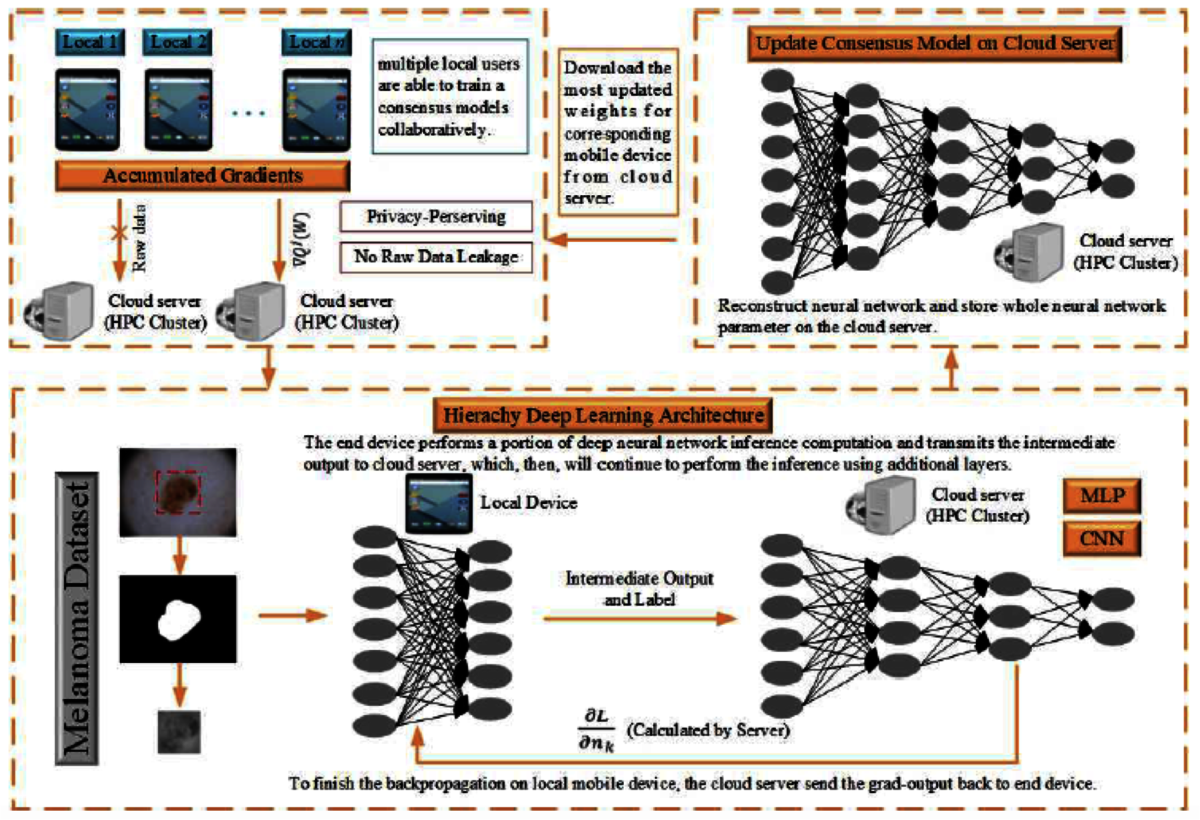 Local 1
Local 2
Local n
multiple local users
are able to train a
consensus models
collaboratively.
Accumulated Gradients
Raw data
∇Qᴵ(W)
Privacy-Perserving
No Raw Data Leakage
Cloud server
(HPC Cluster)
Cloud server
(HPC Cluster)
Download the
most updated
weights for
corresponding
mobile device
from cloud
server.
Update Consensus Model on Cloud Server
Cloud server
(HPC Cluster)
Reconstruct neural network and store whole neural network
parameter on the cloud server.
Hierachy Deep Learning Architecture
The end device performs a portion of deep neural network inference computation and transmits the intermediate
output to cloud server, which, then, will continue to perform the inference using additional layers.
Melanoma Dataset
Local Device
Intermediate Output
and Label
Cloud server
(HPC Cluster)
MLP
CNN
∂L
∂nₖ
(Calculated by Server)
To finish the backpropagation on local mobile device, the cloud server send the grad-output back to end device.